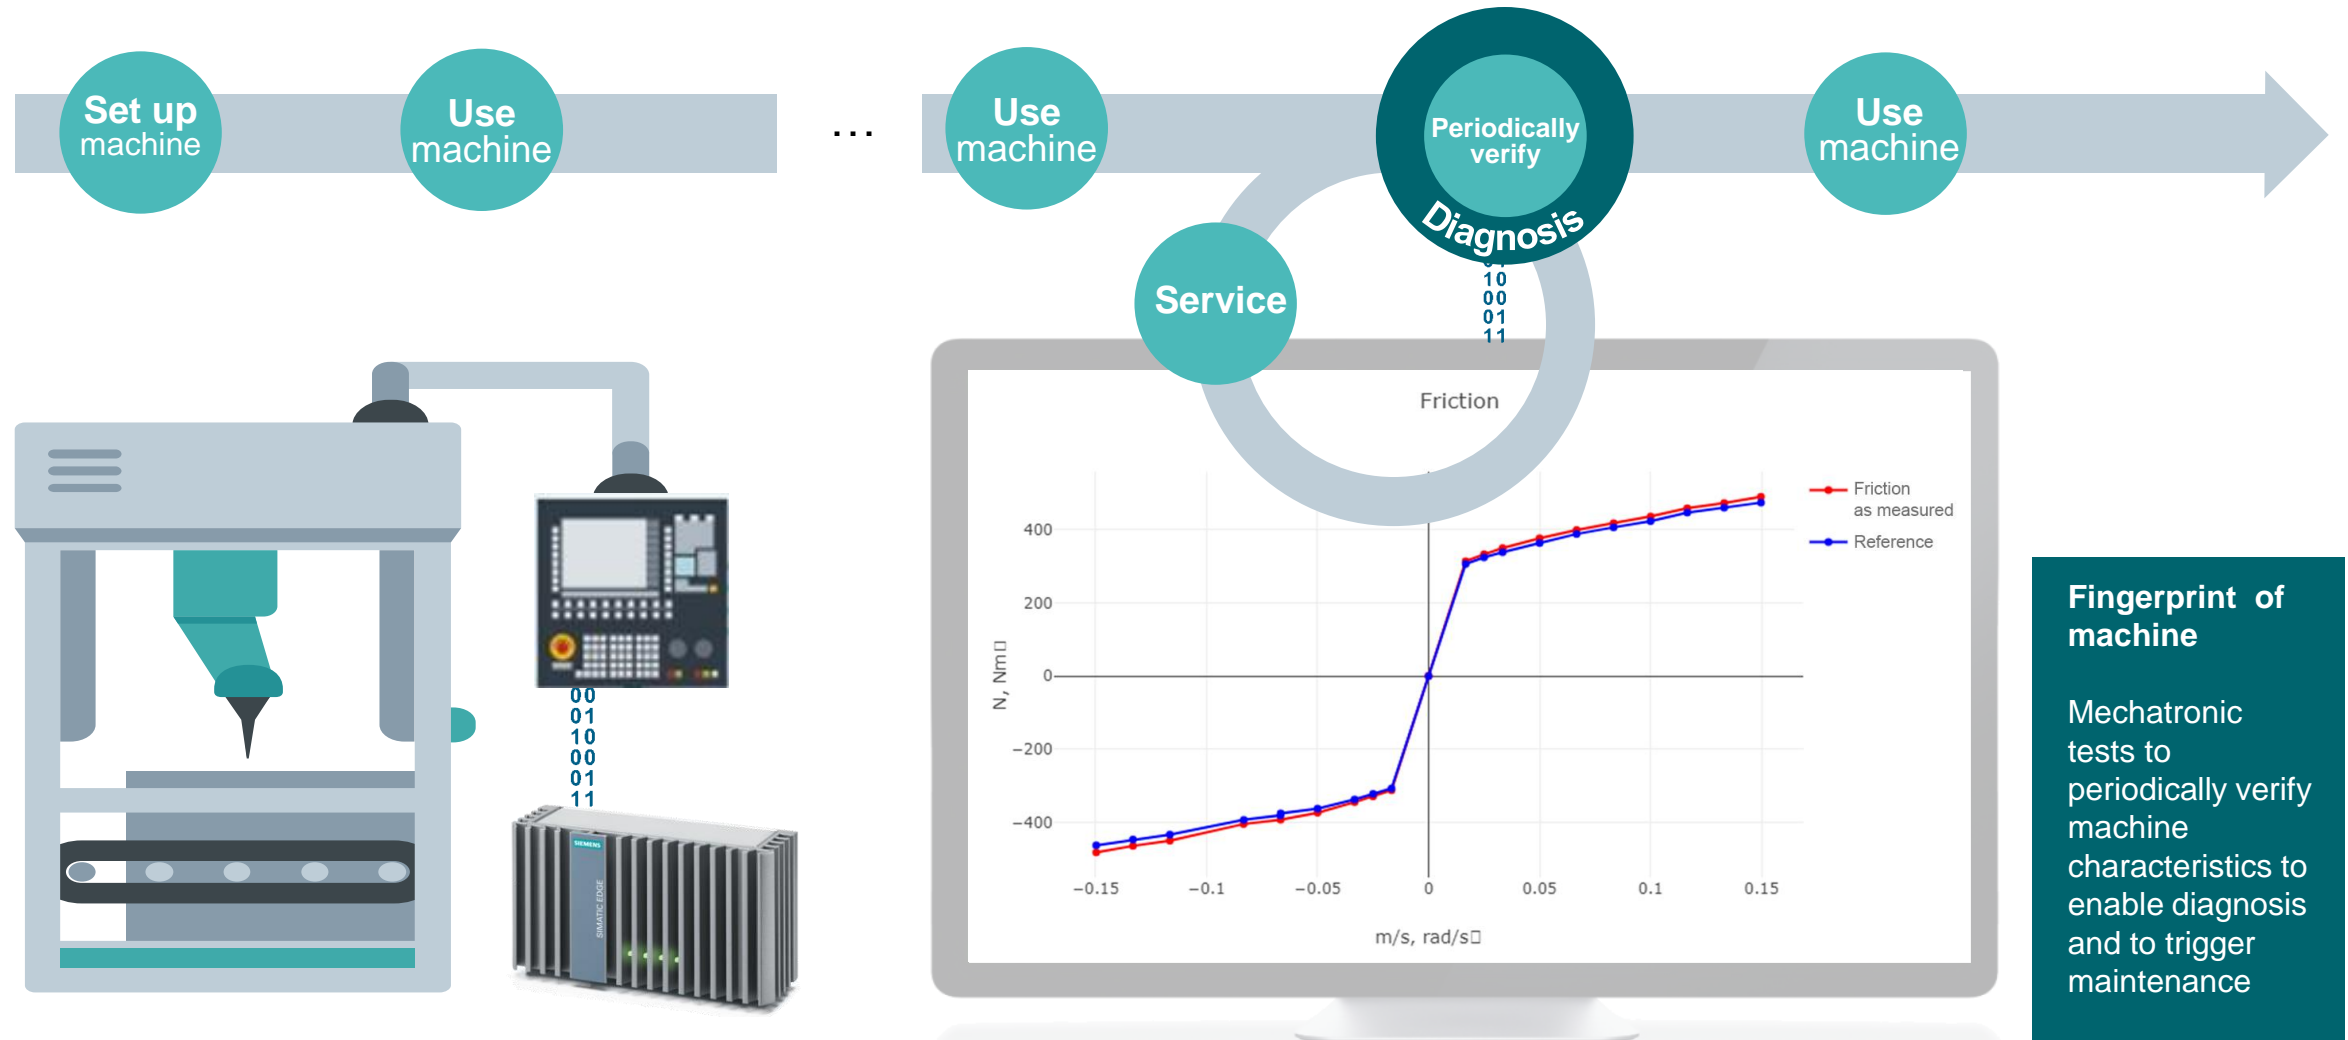 Set up
machine
Use
machine
...
Use
machine
Periodically
verify
Diagnosis
Use
machine
Service
10
00
01
11
Friction
Friction
as measured
Reference
400
200
0
−200
−400
N, Nm
−0.15
−0.1
−0.05
0
0.05
0.1
0.15
m/s, rad/s
00
01
10
00
01
11
SIEMENS
SIMATIC EDGE
Fingerprint of
machine
Mechatronic
tests to
periodically verify
machine
characteristics to
enable diagnosis
and to trigger
maintenance